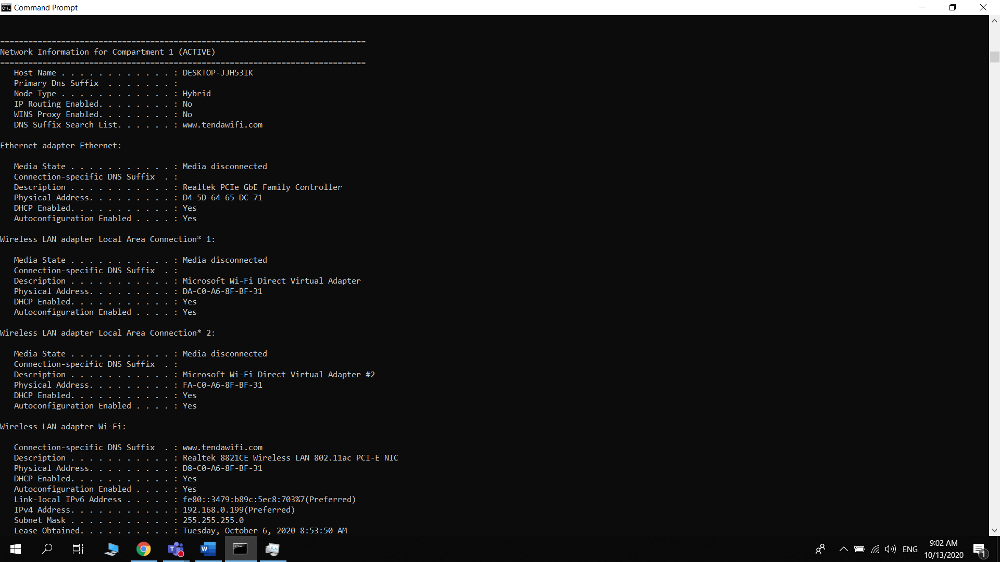 Command Prompt
==============================================================================
Network Information for Compartment 1 (ACTIVE)
==============================================================================
   Host Name . . . . . . . . . . . . : DESKTOP-JJH53IK
   Primary Dns Suffix  . . . . . . . :
   Node Type . . . . . . . . . . . . : Hybrid
   IP Routing Enabled. . . . . . . . : No
   WINS Proxy Enabled. . . . . . . . : No
   DNS Suffix Search List. . . . . . : www.tendawifi.com
Ethernet adapter Ethernet:
   Media State . . . . . . . . . . . : Media disconnected
   Connection-specific DNS Suffix  . :
   Description . . . . . . . . . . . : Realtek PCIe GbE Family Controller
   Physical Address. . . . . . . . . : D4-5D-64-65-DC-71
   DHCP Enabled. . . . . . . . . . . : Yes
   Autoconfiguration Enabled . . . . : Yes
Wireless LAN adapter Local Area Connection* 1:
   Media State . . . . . . . . . . . : Media disconnected
   Connection-specific DNS Suffix  . :
   Description . . . . . . . . . . . : Microsoft Wi-Fi Direct Virtual Adapter
   Physical Address. . . . . . . . . : DA-C0-A6-8F-BF-31
   DHCP Enabled. . . . . . . . . . . : Yes
   Autoconfiguration Enabled . . . . : Yes
Wireless LAN adapter Local Area Connection* 2:
   Media State . . . . . . . . . . . : Media disconnected
   Connection-specific DNS Suffix  . :
   Description . . . . . . . . . . . : Microsoft Wi-Fi Direct Virtual Adapter #2
   Physical Address. . . . . . . . . : FA-C0-A6-8F-BF-31
   DHCP Enabled. . . . . . . . . . . : Yes
   Autoconfiguration Enabled . . . . : Yes
Wireless LAN adapter Wi-Fi:
   Connection-specific DNS Suffix  . : www.tendawifi.com
   Description . . . . . . . . . . . : Realtek 8821CE Wireless LAN 802.11ac PCI-E NIC
   Physical Address. . . . . . . . . : D8-C0-A6-8F-BF-31
   DHCP Enabled. . . . . . . . . . . : Yes
   Autoconfiguration Enabled . . . . : Yes
   Link-local IPv6 Address . . . . . : fe80::3479:b89c:5ec8:703%7(Preferred)
   IPv4 Address. . . . . . . . . . . : 192.168.0.199(Preferred)
   Subnet Mask . . . . . . . . . . . : 255.255.255.0
   Lease Obtained. . . . . . . . . . : Tuesday, October 6, 2020 8:53:50 AM
ENG
9:02 AM
10/13/2020
1